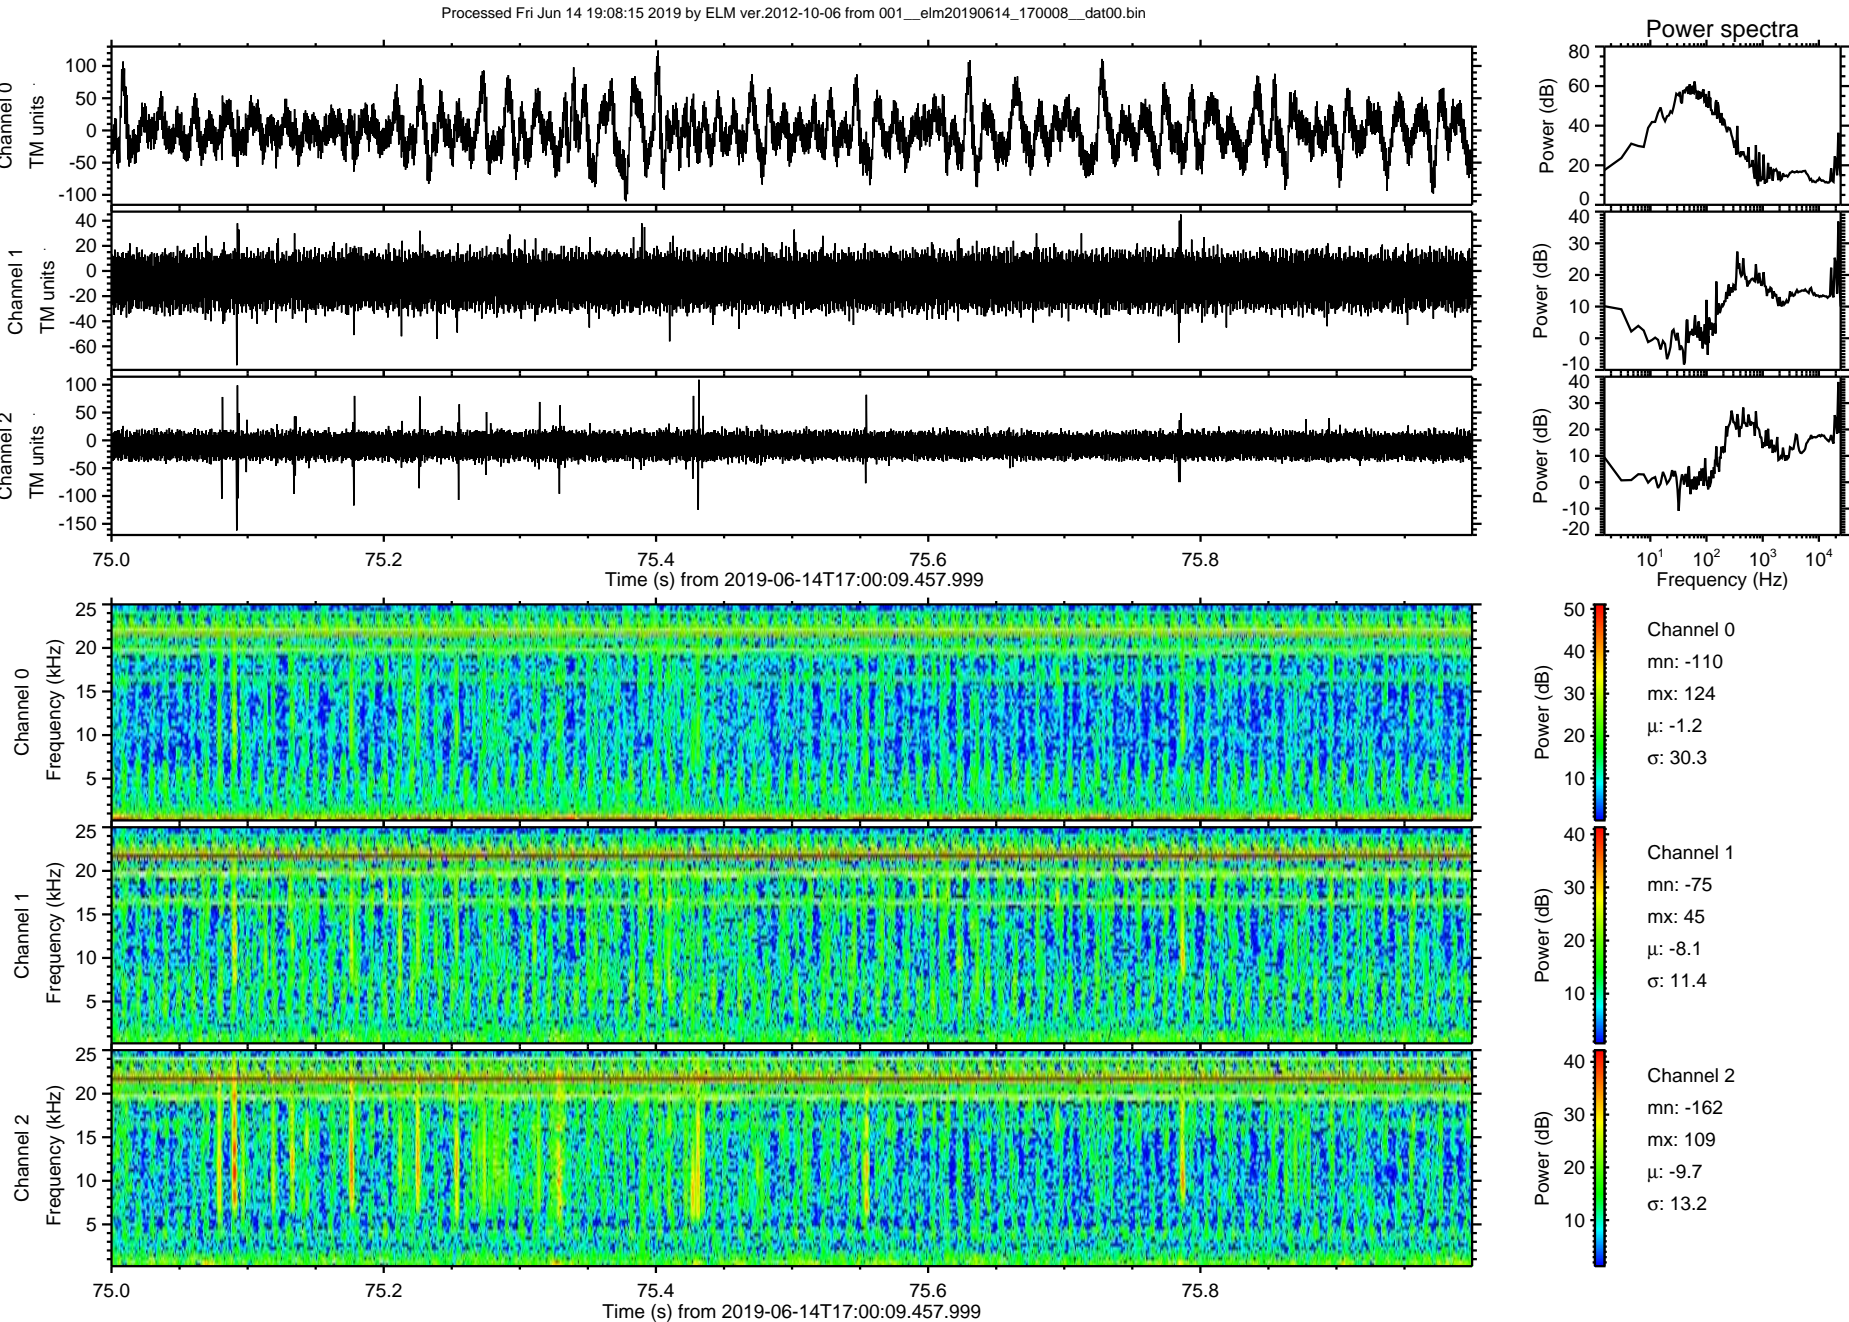 Processed Fri Jun 14 19:08:15 2019 by ELM ver.2012-10-06 from 001__elm20190614_170008__dat00.bin
Power spectra
Channel 0
TM units
100
50
0
-50
-100
Power (dB)
80
60
40
20
0
Channel 1
TM units
40
20
0
-20
-40
-60
Power (dB)
40
30
20
10
0
-10
Channel 2
TM units
100
50
0
-50
-100
-150
Power (dB)
40
30
20
10
0
-10
-20
75.0 75.2 75.4 75.6 75.8
Time (s) from 2019-06-14T17:00:09.457.999
10¹ 10² 10³ 10⁴
Frequency (Hz)
Channel 0
Frequency (kHz)
25
20
15
10
5
Power (dB)
50
40
30
20
10
Channel 0
mn: -110
mx: 124
μ: -1.2
σ: 30.3
Channel 1
Frequency (kHz)
25
20
15
10
5
Power (dB)
40
30
20
10
Channel 1
mn: -75
mx: 45
μ: -8.1
σ: 11.4
Channel 2
Frequency (kHz)
25
20
15
10
5
Power (dB)
40
30
20
10
Channel 2
mn: -162
mx: 109
μ: -9.7
σ: 13.2
75.0 75.2 75.4 75.6 75.8
Time (s) from 2019-06-14T17:00:09.457.999